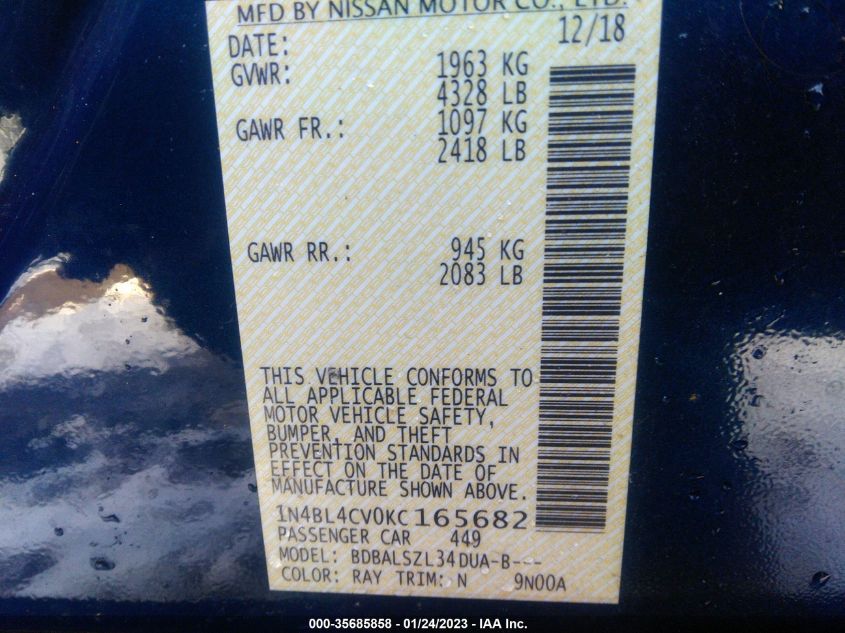 MFD BY NISSAN MOTOR CO., LTD.
DATE: 12/18
GVWR: 1963 KG
4328 LB
GAWR FR.: 1097 KG
2418 LB
GAWR RR.: 945 KG
2083 LB
THIS VEHICLE CONFORMS TO
ALL APPLICABLE FEDERAL
MOTOR VEHICLE SAFETY,
BUMPER, AND THEFT
PREVENTION STANDARDS IN
EFFECT ON THE DATE OF
MANUFACTURE SHOWN ABOVE.
1N4BL4CV0KC165682
PASSENGER CAR 449
MODEL: BDBALSZL34DUA-B---
COLOR: RAY TRIM: N 9N00A
000-35685858 - 01/24/2023 - IAA Inc.